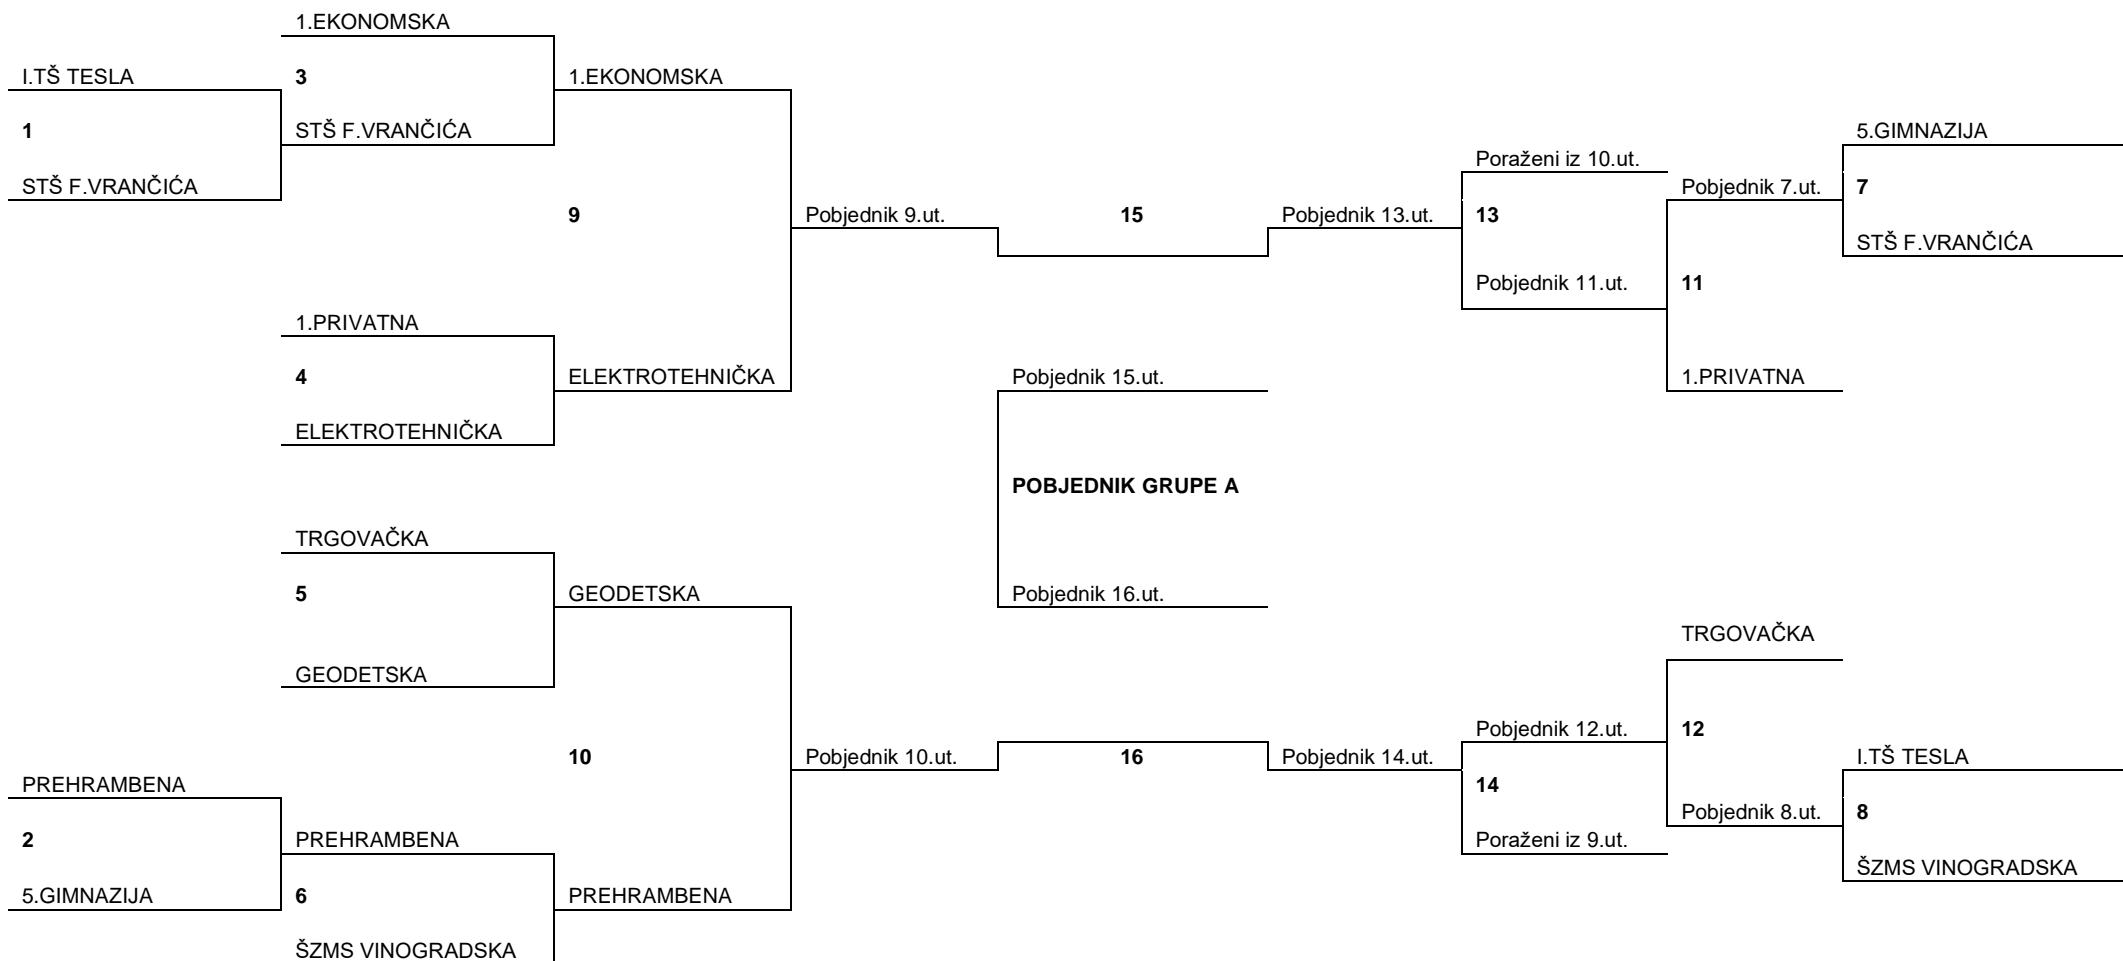 1.EKONOMSKA
I.TŠ TESLA
3
1.EKONOMSKA
1
STŠ F.VRANČIĆA
5.GIMNAZIJA
Poraženi iz 10.ut.
STŠ F.VRANČIĆA
Pobjednik 7.ut.
7
9
Pobjednik 9.ut.
15
Pobjednik 13.ut.
13
STŠ F.VRANČIĆA
Pobjednik 11.ut.
11
1.PRIVATNA
4
ELEKTROTEHNIČKA
Pobjednik 15.ut.
1.PRIVATNA
ELEKTROTEHNIČKA
POBJEDNIK GRUPE A
TRGOVAČKA
5
GEODETSKA
Pobjednik 16.ut.
TRGOVAČKA
GEODETSKA
Pobjednik 12.ut.
12
10
Pobjednik 10.ut.
16
Pobjednik 14.ut.
I.TŠ TESLA
PREHRAMBENA
14
Pobjednik 8.ut.
8
2
PREHRAMBENA
Poraženi iz 9.ut.
ŠZMS VINOGRADSKA
5.GIMNAZIJA
6
PREHRAMBENA
ŠZMS VINOGRADSKA